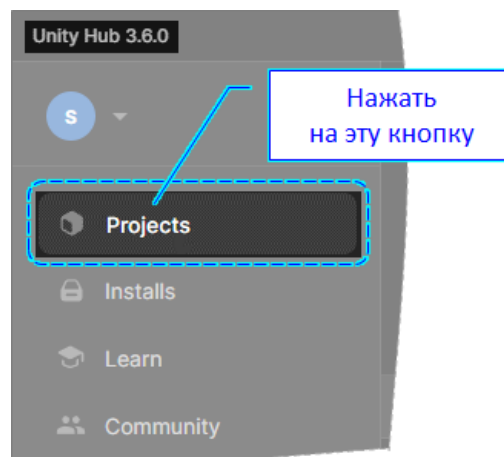 Unity Hub 3.6.0
S
Нажать
на эту кнопку
Projects
Installs
Learn
Community